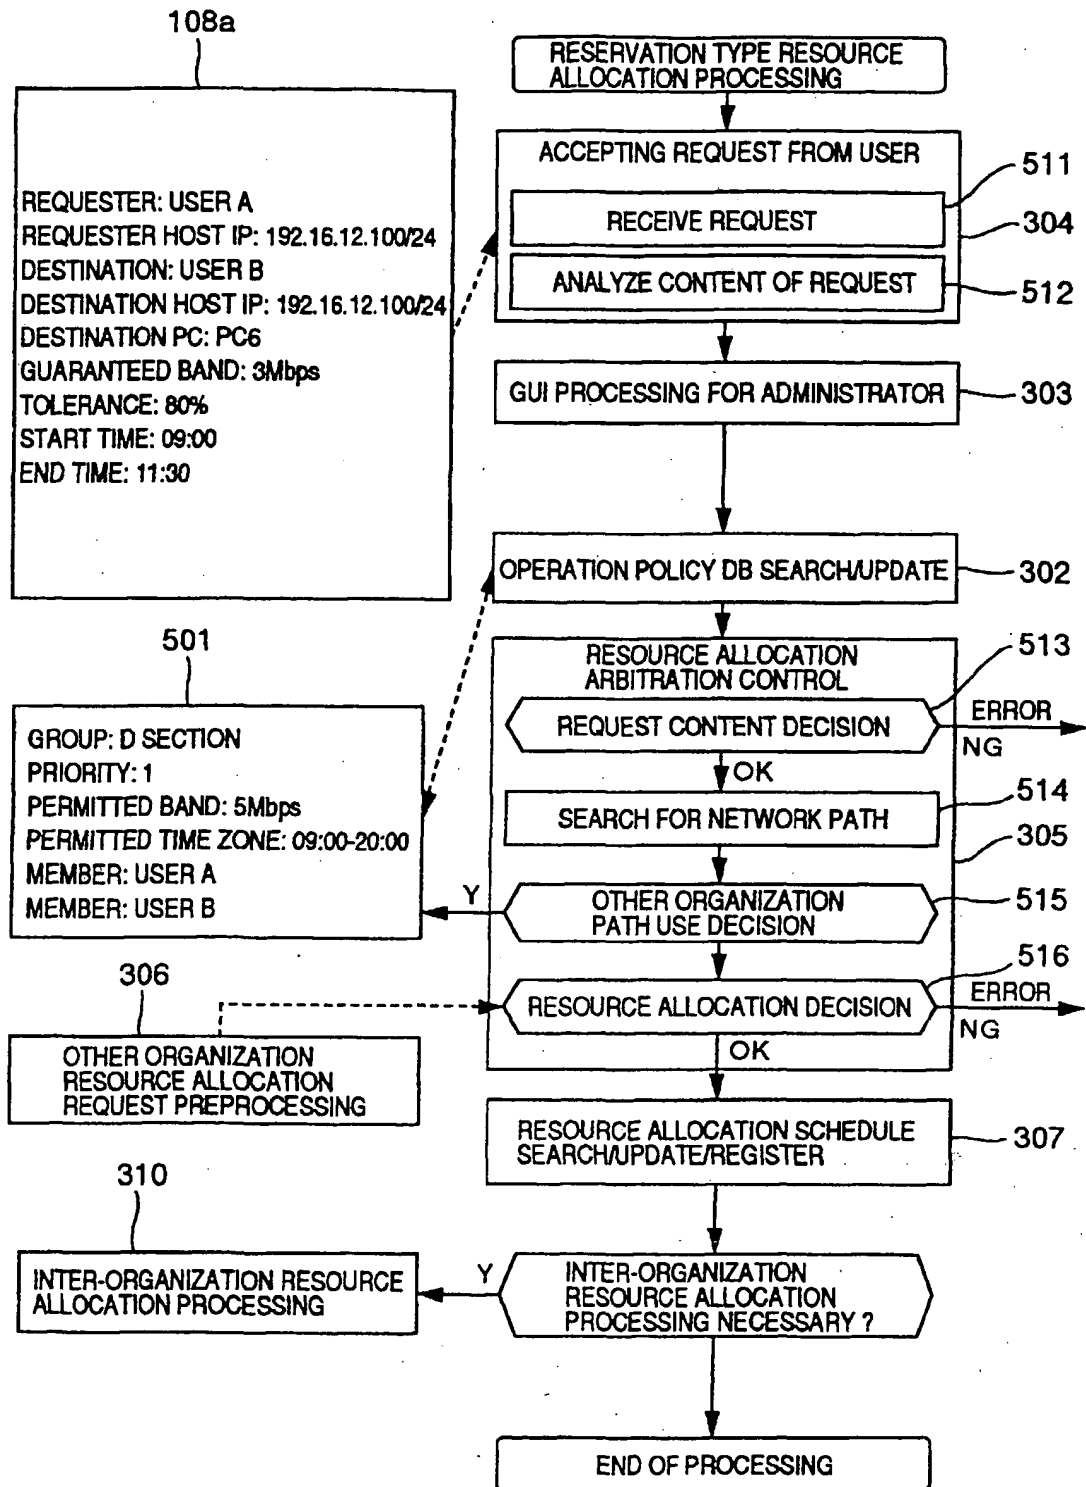 108a
REQUESTER: USER A
REQUESTER HOST IP: 192.16.12.100/24
DESTINATION: USER B
DESTINATION HOST IP: 192.16.12.100/24
DESTINATION PC: PC6
GUARANTEED BAND: 3Mbps
TOLERANCE: 80%
START TIME: 09:00
END TIME: 11:30
RESERVATION TYPE RESOURCE
ALLOCATION PROCESSING
ACCEPTING REQUEST FROM USER
RECEIVE REQUEST
511
304
ANALYZE CONTENT OF REQUEST
512
GUI PROCESSING FOR ADMINISTRATOR
303
OPERATION POLICY DB SEARCH/UPDATE
302
501
GROUP: D SECTION
PRIORITY: 1
PERMITTED BAND: 5Mbps
PERMITTED TIME ZONE: 09:00-20:00
MEMBER: USER A
MEMBER: USER B
RESOURCE ALLOCATION
ARBITRATION CONTROL
513
REQUEST CONTENT DECISION
ERROR
NG
OK
SEARCH FOR NETWORK PATH
514
305
Y
OTHER ORGANIZATION
PATH USE DECISION
515
516
RESOURCE ALLOCATION DECISION
ERROR
NG
OK
306
OTHER ORGANIZATION
RESOURCE ALLOCATION
REQUEST PREPROCESSING
RESOURCE ALLOCATION SCHEDULE
SEARCH/UPDATE/REGISTER
307
310
INTER-ORGANIZATION RESOURCE
ALLOCATION PROCESSING
Y
INTER-ORGANIZATION
RESOURCE ALLOCATION
PROCESSING NECESSARY ?
END OF PROCESSING